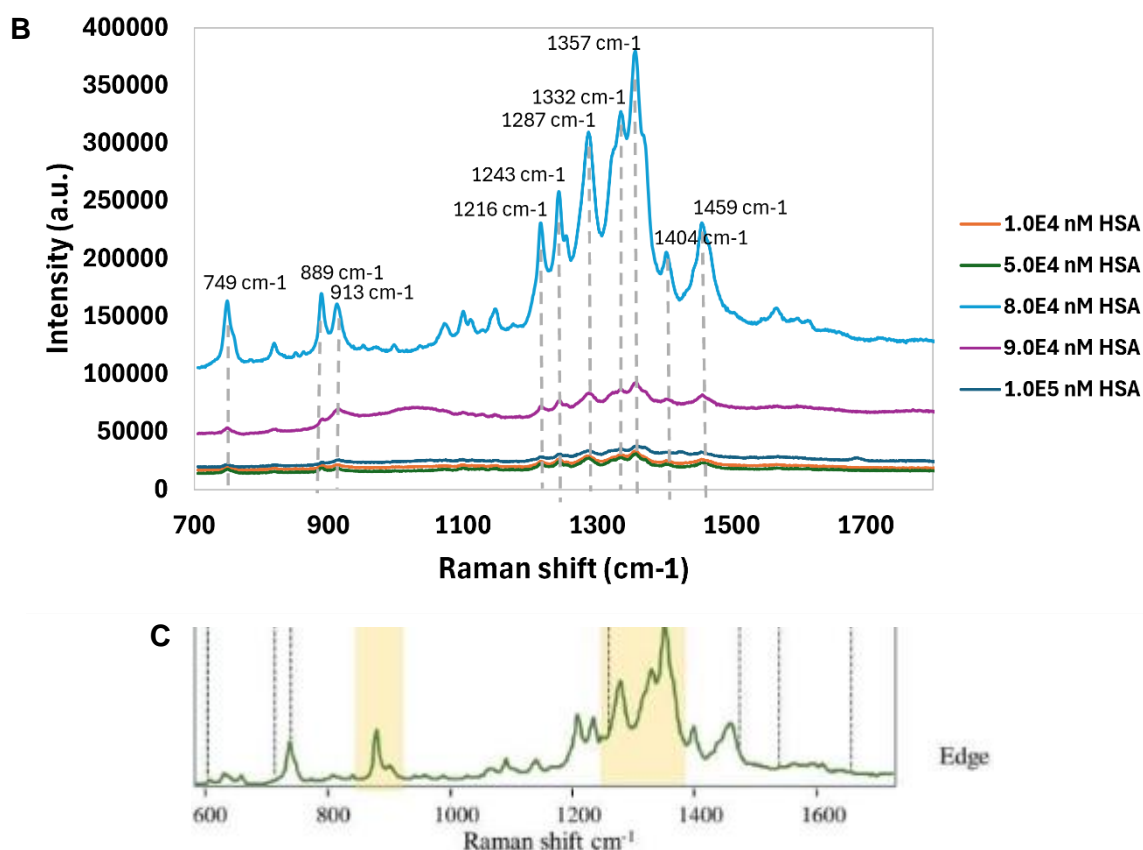 B
400000
350000
300000
250000
200000
150000
100000
50000
0
Intensity (a.u.)
1357 cm-1
1332 cm-1
1287 cm-1
1243 cm-1
1216 cm-1
1459 cm-1
1404 cm-1
889 cm-1
749 cm-1
913 cm-1
1.0E4 nM HSA
5.0E4 nM HSA
8.0E4 nM HSA
9.0E4 nM HSA
1.0E5 nM HSA
700 900 1100 1300 1500 1700
Raman shift (cm-1)
C
Edge
600 800 1000 1200 1400 1600
Raman shift cm-1